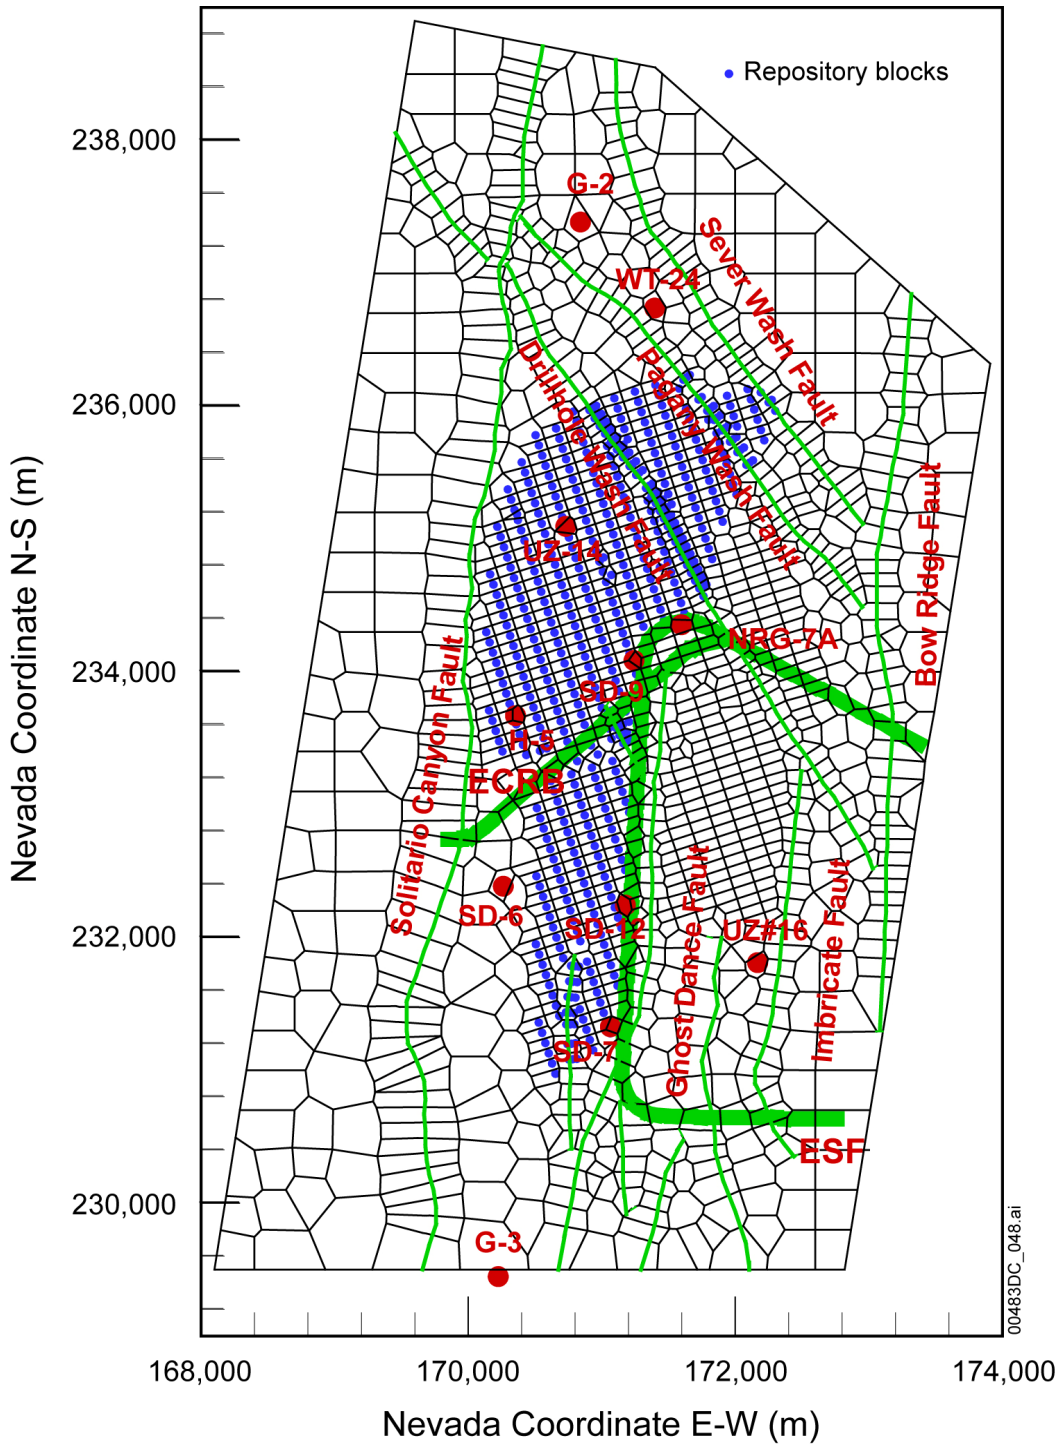 Repository blocks
238,000
G-2
Sever Wash Fault
WT-24
Drillhole Wash Fault
Pagany Wash Fault
236,000
Bow Ridge Fault
UZ-14
NRG-7A
234,000
SD-9
Solitario Canyon Fault
H-5
ECRB
SD-6
SD-12
UZ#16
232,000
Ghost Dance Fault
Imbricate Fault
SD-7
ESF
230,000
G-3
00483DC_048.ai
168,000
170,000
172,000
174,000
Nevada Coordinate N-S (m)
Nevada Coordinate E-W (m)